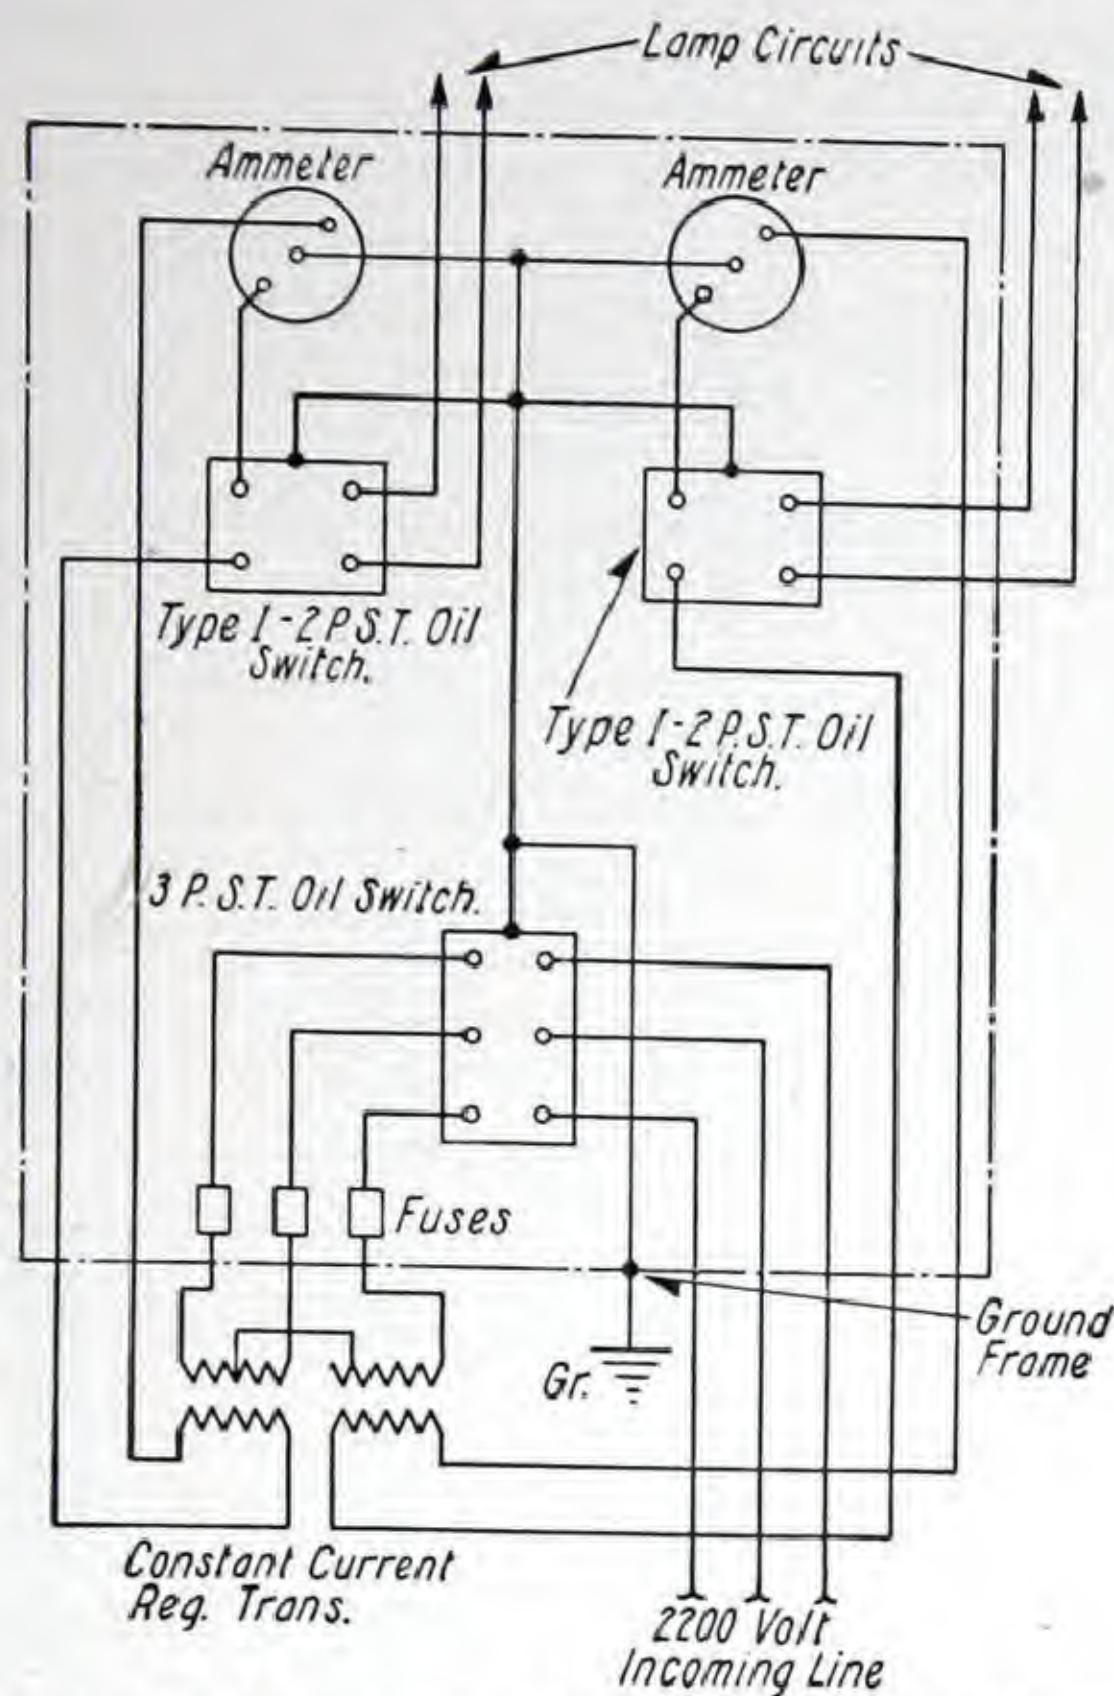 Lamp Circuits
Ammeter
Ammeter
Type I-2 P.S.T. Oil
Switch.
Type I-2 P.S.T. Oil
Switch.
3 P.S.T. Oil Switch.
Fuses
Ground
Frame
Gr.
Constant Current
Reg. Trans.
2200 Volt
Incoming Line